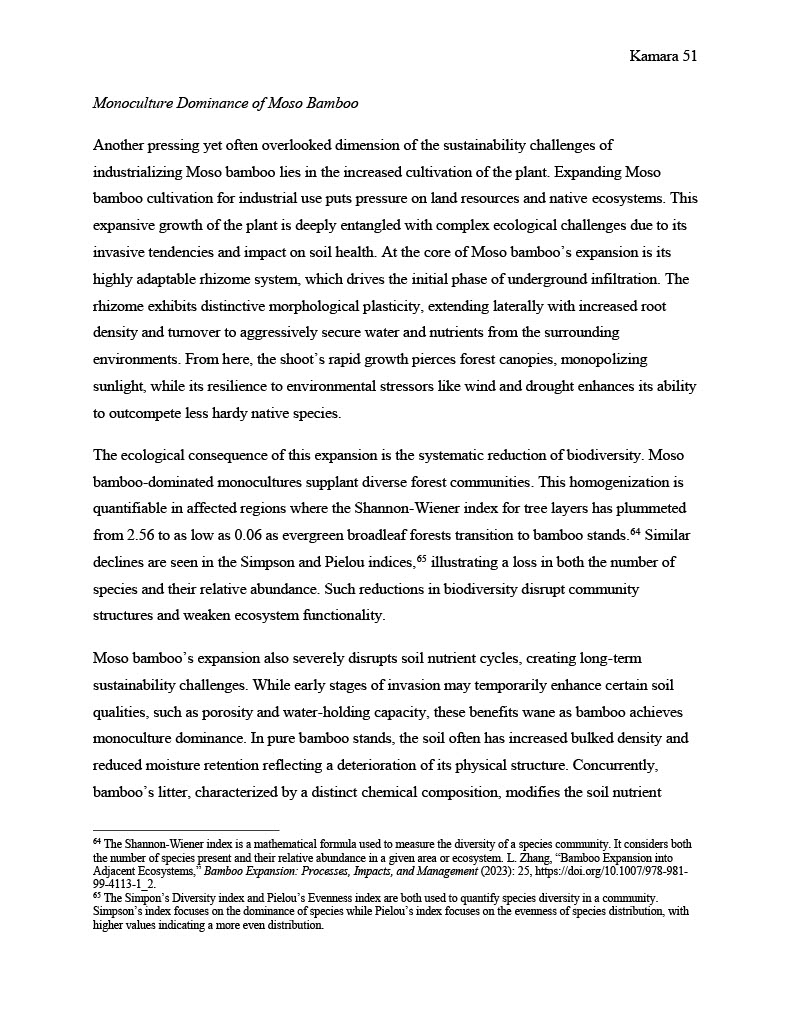 Kamara 51
Monoculture Dominance of Moso Bamboo
Another pressing yet often overlooked dimension of the sustainability challenges of
industrializing Moso bamboo lies in the increased cultivation of the plant. Expanding Moso
bamboo cultivation for industrial use puts pressure on land resources and native ecosystems. This
expansive growth of the plant is deeply entangled with complex ecological challenges due to its
invasive tendencies and impact on soil health. At the core of Moso bamboo’s expansion is its
highly adaptable rhizome system, which drives the initial phase of underground infiltration. The
rhizome exhibits distinctive morphological plasticity, extending laterally with increased root
density and turnover to aggressively secure water and nutrients from the surrounding
environments. From here, the shoot’s rapid growth pierces forest canopies, monopolizing
sunlight, while its resilience to environmental stressors like wind and drought enhances its ability
to outcompete less hardy native species.
The ecological consequence of this expansion is the systematic reduction of biodiversity. Moso
bamboo-dominated monocultures supplant diverse forest communities. This homogenization is
quantifiable in affected regions where the Shannon-Wiener index for tree layers has plummeted
from 2.56 to as low as 0.06 as evergreen broadleaf forests transition to bamboo stands.⁶⁴ Similar
declines are seen in the Simpson and Pielou indices,⁶⁵ illustrating a loss in both the number of
species and their relative abundance. Such reductions in biodiversity disrupt community
structures and weaken ecosystem functionality.
Moso bamboo’s expansion also severely disrupts soil nutrient cycles, creating long-term
sustainability challenges. While early stages of invasion may temporarily enhance certain soil
qualities, such as porosity and water-holding capacity, these benefits wane as bamboo achieves
monoculture dominance. In pure bamboo stands, the soil often has increased bulked density and
reduced moisture retention reflecting a deterioration of its physical structure. Concurrently,
bamboo’s litter, characterized by a distinct chemical composition, modifies the soil nutrient
⁶⁴ The Shannon-Wiener index is a mathematical formula used to measure the diversity of a species community. It considers both
the number of species present and their relative abundance in a given area or ecosystem. L. Zhang, “Bamboo Expansion into
Adjacent Ecosystems,” Bamboo Expansion: Processes, Impacts, and Management (2023): 25, https://doi.org/10.1007/978-981-
99-4113-1_2.
⁶⁵ The Simpon’s Diversity index and Pielou’s Evenness index are both used to quantify species diversity in a community.
Simpson’s index focuses on the dominance of species while Pielou’s index focuses on the evenness of species distribution, with
higher values indicating a more even distribution.